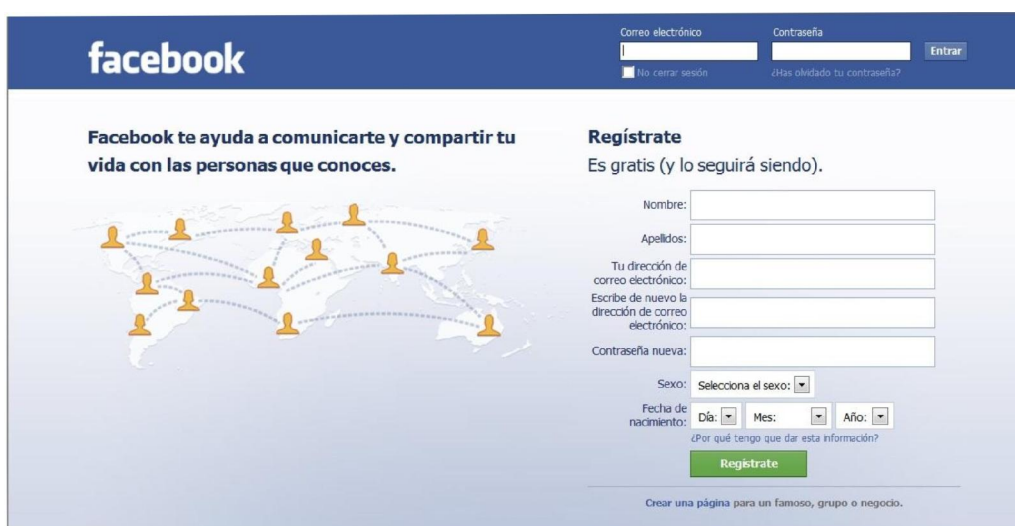 facebook
Correo electrónico
Contraseña
Entrar
No cerrar sesión
¿Has olvidado tu contraseña?
Facebook te ayuda a comunicarte y compartir tu
vida con las personas que conoces.
Regístrate
Es gratis (y lo seguirá siendo).
Nombre:
Apellidos:
Tu dirección de
correo electrónico:
Escribe de nuevo la
dirección de correo
electrónico:
Contraseña nueva:
Sexo: Selecciona el sexo:
Fecha de
nacimiento:
Día: Mes: Año:
¿Por qué tengo que dar esta información?
Regístrate
Crear una página para un famoso, grupo o negocio.